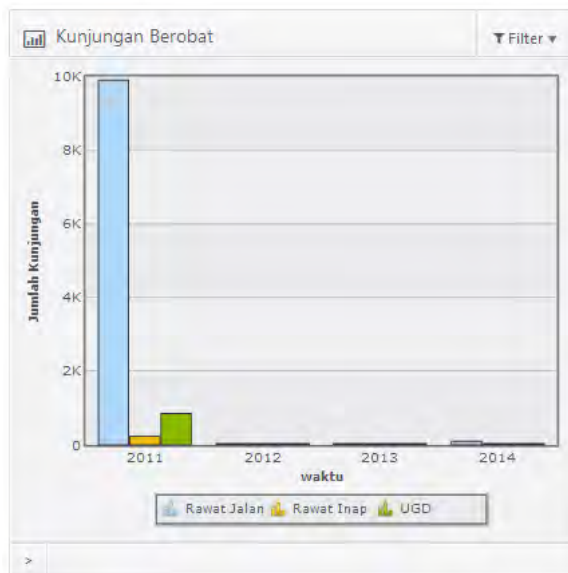 Kunjungan Berobat
Filter
10K
8K
6K
4K
2K
0
Jumlah Kunjungan
2011 2012 2013 2014
waktu
Rawat Jalan Rawat Inap UGD
>